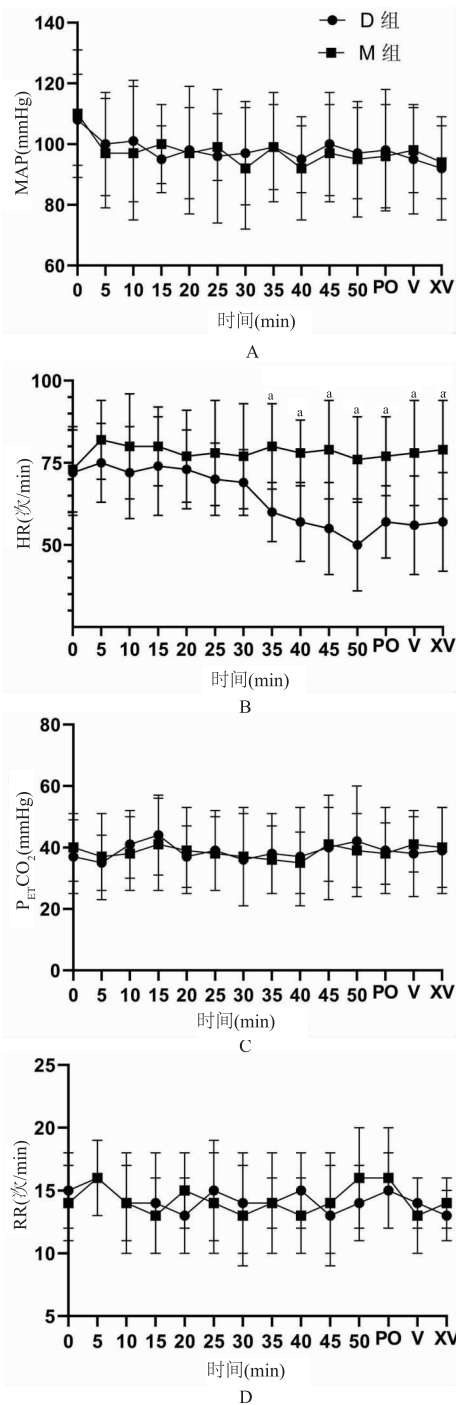 D 组
M 组
140
120
100
80
60
MAP(mmHg)
0 5 10 15 20 25 30 35 40 45 50 PO V XV
时间(min)
A
a a a a a a a
100
75
50
HR(次/min)
0 5 10 15 20 25 30 35 40 45 50 PO V XV
时间(min)
B
80
60
40
20
0
PETCO2(mmHg)
0 5 10 15 20 25 30 35 40 45 50 PO V XV
时间(min)
C
25
20
15
10
5
RR(次/min)
0 5 10 15 20 25 30 35 40 45 50 PO V XV
时间(min)
D